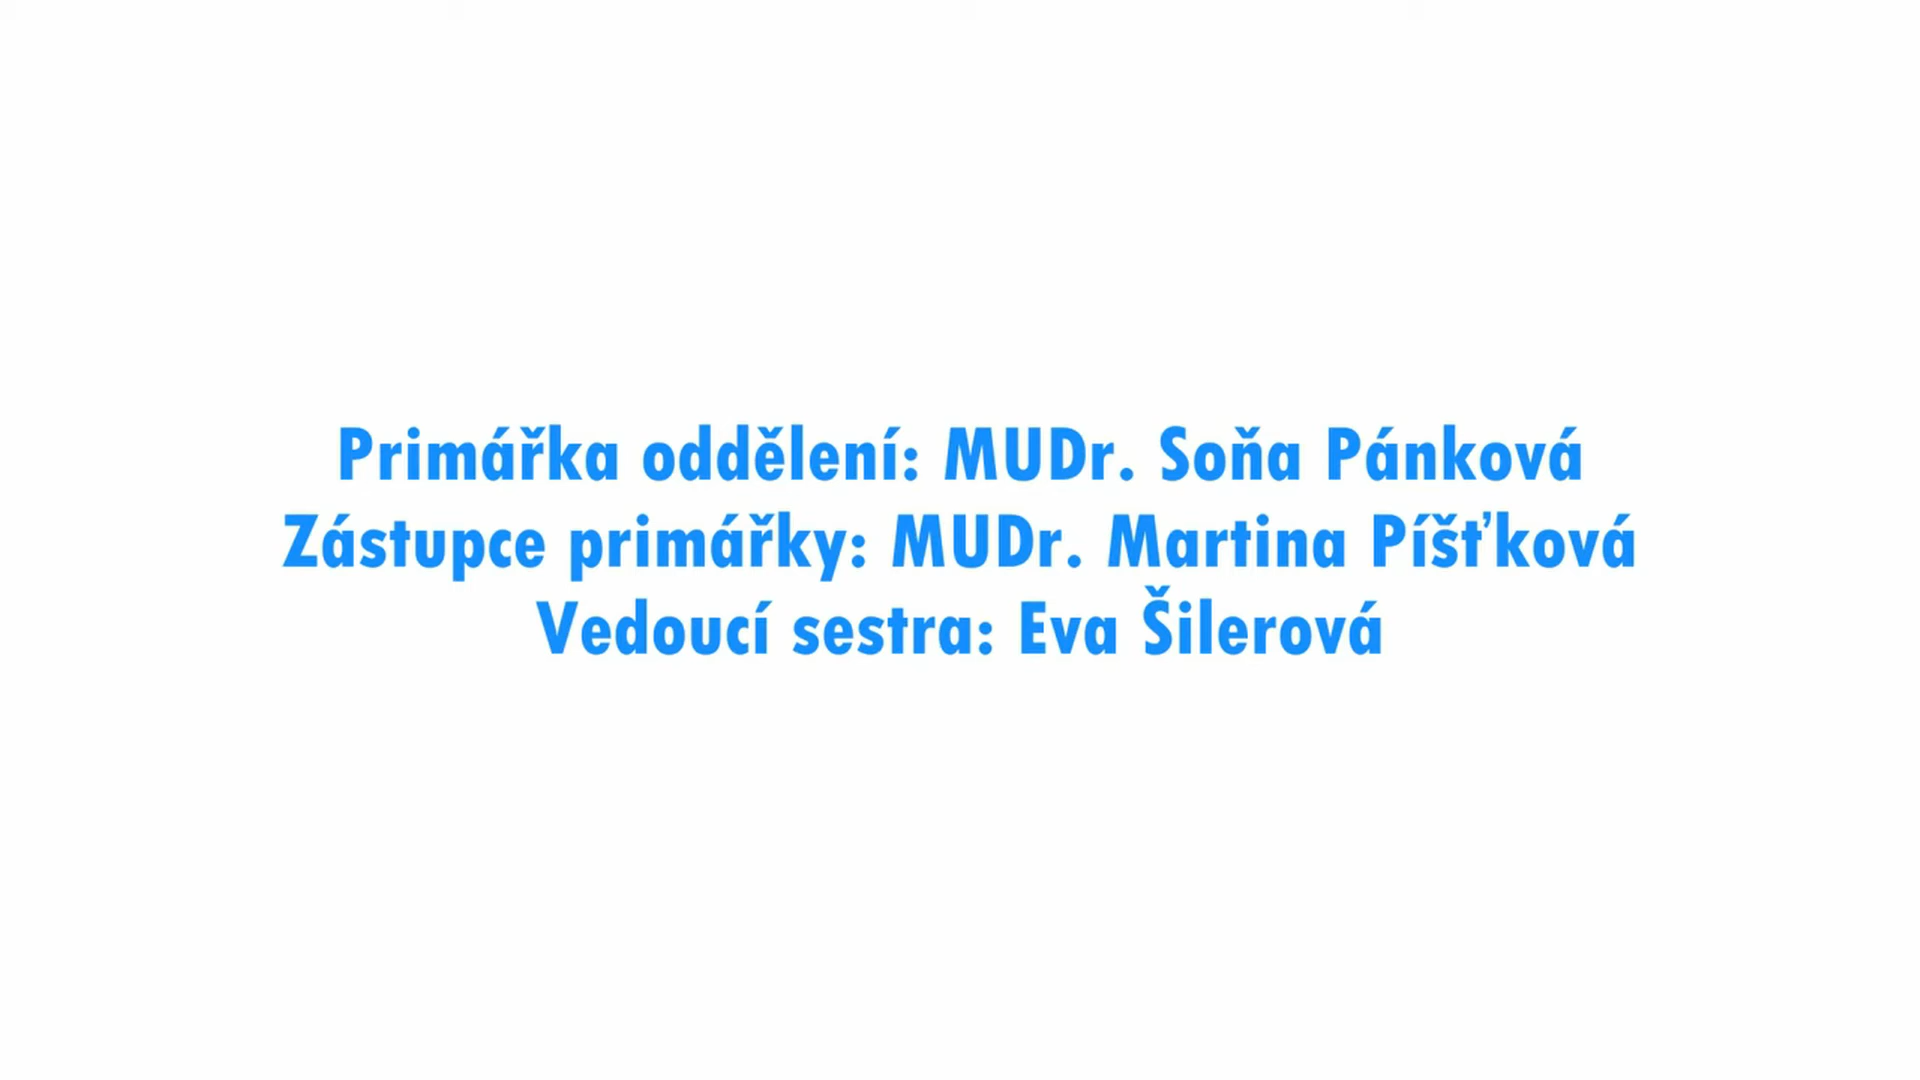 Primářka oddělení: MUDr. Soňa Pánková
Zástupce primářky: MUDr. Martina Píšťková
Vedoucí sestra: Eva Šilerová